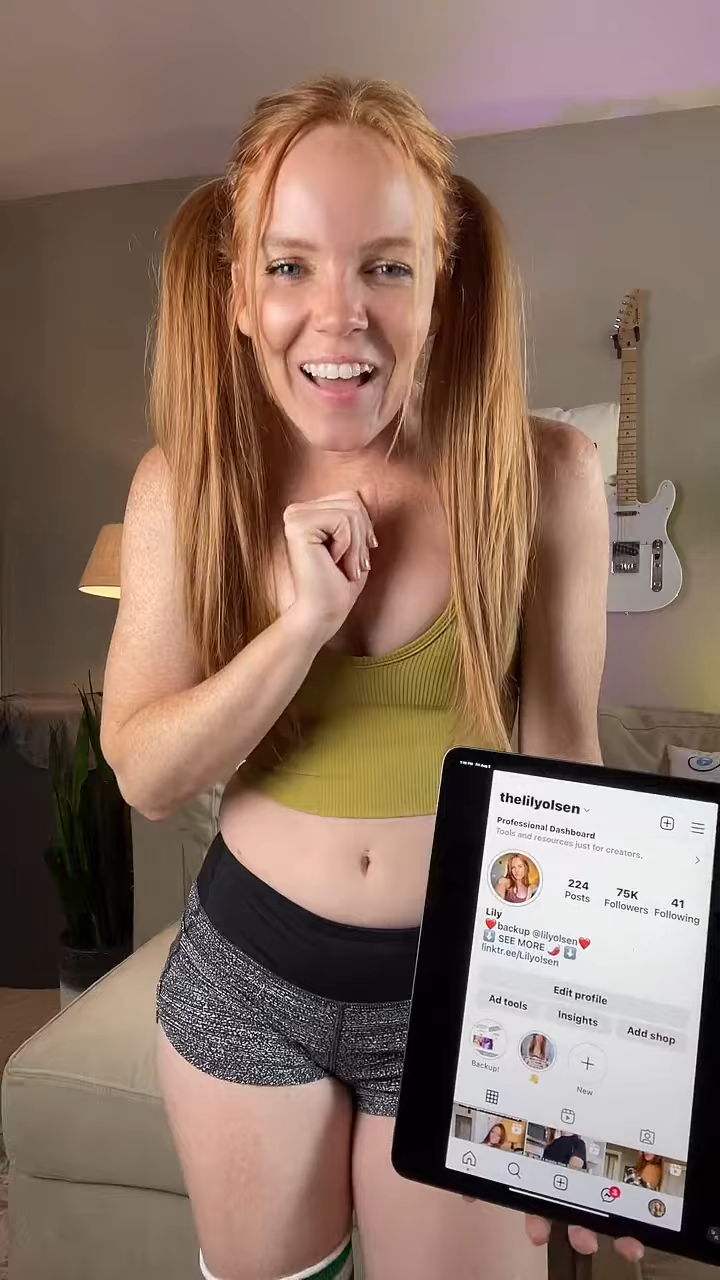 thelilyolsen
Professional Dashboard
Tools and resources just for creators.
224 75K 41
Posts Followers Following
Lily
❤️backup @lilyolsen❤️
⬇️ SEE MORE 🌶️ ⬇️
linktr.ee/Lilyolsen
Edit profile
Ad tools Insights Add shop
Backup! New